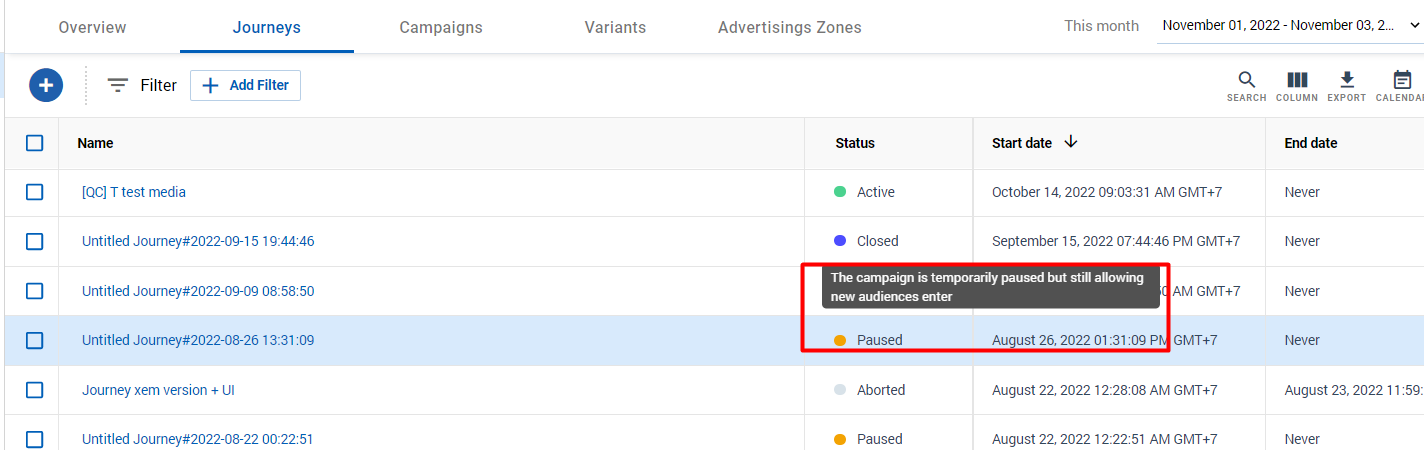 Overview Journeys Campaigns Variants Advertisings Zones This month November 01, 2022 - November 03, 2...
Filter Add Filter SEARCH COLUMN EXPORT CALENDAR
Name Status Start date End date
[QC] T test media Active October 14, 2022 09:03:31 AM GMT+7 Never
Untitled Journey#2022-09-15 19:44:46 Closed September 15, 2022 07:44:46 PM GMT+7 Never
The campaign is temporarily paused but still allowing
new audiences enter
Untitled Journey#2022-09-09 08:58:50 50 AM GMT+7 Never
Untitled Journey#2022-08-26 13:31:09 Paused August 26, 2022 01:31:09 PM GMT+7 Never
Journey xem version + UI Aborted August 22, 2022 12:28:08 AM GMT+7 August 23, 2022 11:59:
Untitled Journey#2022-08-22 00:22:51 Paused August 22, 2022 12:22:51 AM GMT+7 Never